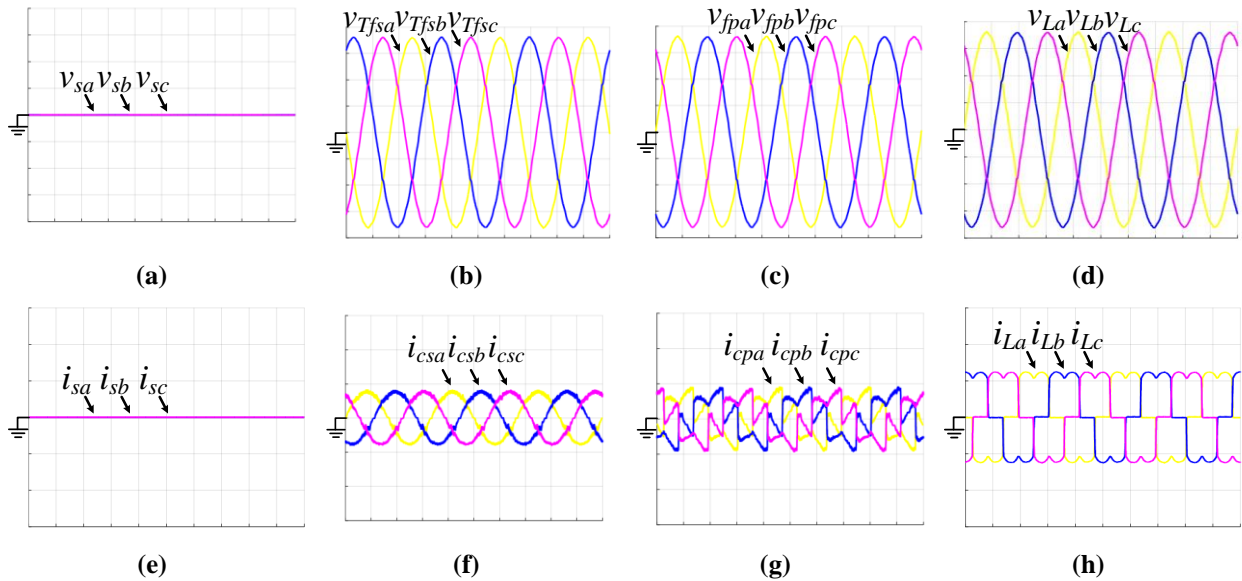 v_sa v_sb v_sc
v_Tfsa v_Tfsb v_Tfsc
v_fpa v_fpb v_fpc
v_La v_Lb v_Lc
(a)
(b)
(c)
(d)
i_sa i_sb i_sc
i_csa i_csb i_csc
i_cpa i_cpb i_cpc
i_La i_Lb i_Lc
(e)
(f)
(g)
(h)